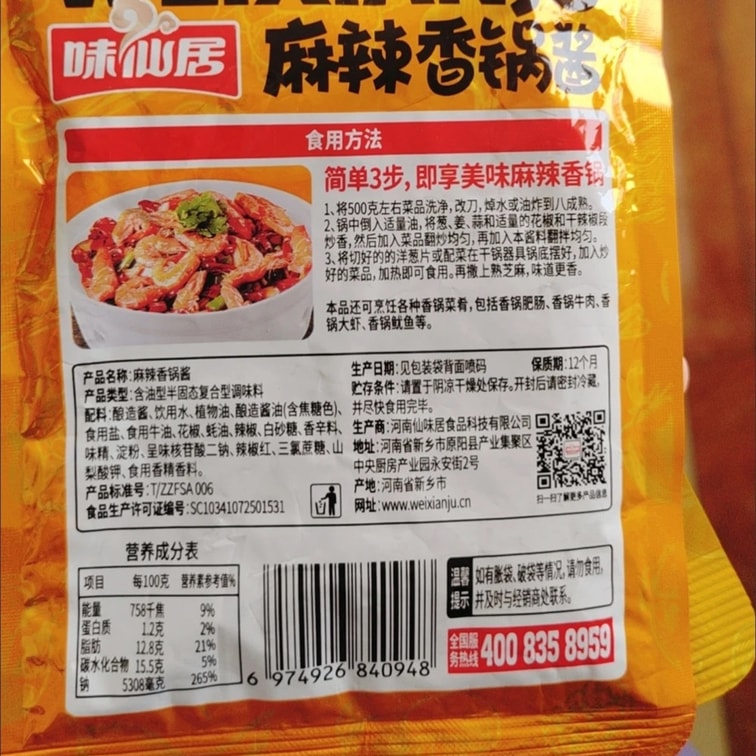 味仙居
麻辣香锅酱
食用方法
简单3步,即享美味麻辣香锅
1、将500克左右菜品洗净,改刀,焯水或油炸到八成熟。
2、锅中倒入适量油,将葱、姜、蒜和适量的花椒和干辣椒段
炒香,然后加入菜品翻炒均匀,再加入本酱料翻拌均匀。
3、将切好的的洋葱片或配菜在干锅器具锅底摆好,加入炒
好的菜品,加热即可食用。再撒上熟芝麻,味道更香。
本品还可烹饪各种香锅菜肴,包括香锅肥肠、香锅牛肉、香
锅大虾、香锅鱿鱼等。
产品名称:麻辣香锅酱
产品类型:含油型半固态复合型调味料
配料:酿造酱、饮用水、植物油、酿造酱油(含焦糖色)、
食用盐、食用牛油、花椒、蚝油、辣椒、白砂糖、香辛料、
味精、淀粉、呈味核苷酸二钠、辣椒红、三氯蔗糖、山
梨酸钾、食用香精香料。
产品标准号:T/ZZFSA 006
食品生产许可证编号:SC10341072501531
生产日期:见包装袋背面喷码 保质期:12个月
贮存条件:请置于阴凉干燥处保存。开封后请密封冷藏,
并尽快食用完毕。
生产商:河南仙味居食品科技有限公司
地址:河南省新乡市原阳县产业集聚区
中央厨房产业园永安街2号
产地:河南省新乡市
网址:www.weixianju.cn
扫一扫了解更多产品信息
营养成分表
项目 每100克 营养素参考值%
能量 758千焦 9%
蛋白质 1.2克 2%
脂肪 12.8克 21%
碳水化合物 15.5克 5%
钠 5308毫克 265%
6 974926 840948
温馨
提示
如有胀袋、破袋等情况,请勿食用,
并及时与经销商处联系。
全国服
务热线
400 835 8959